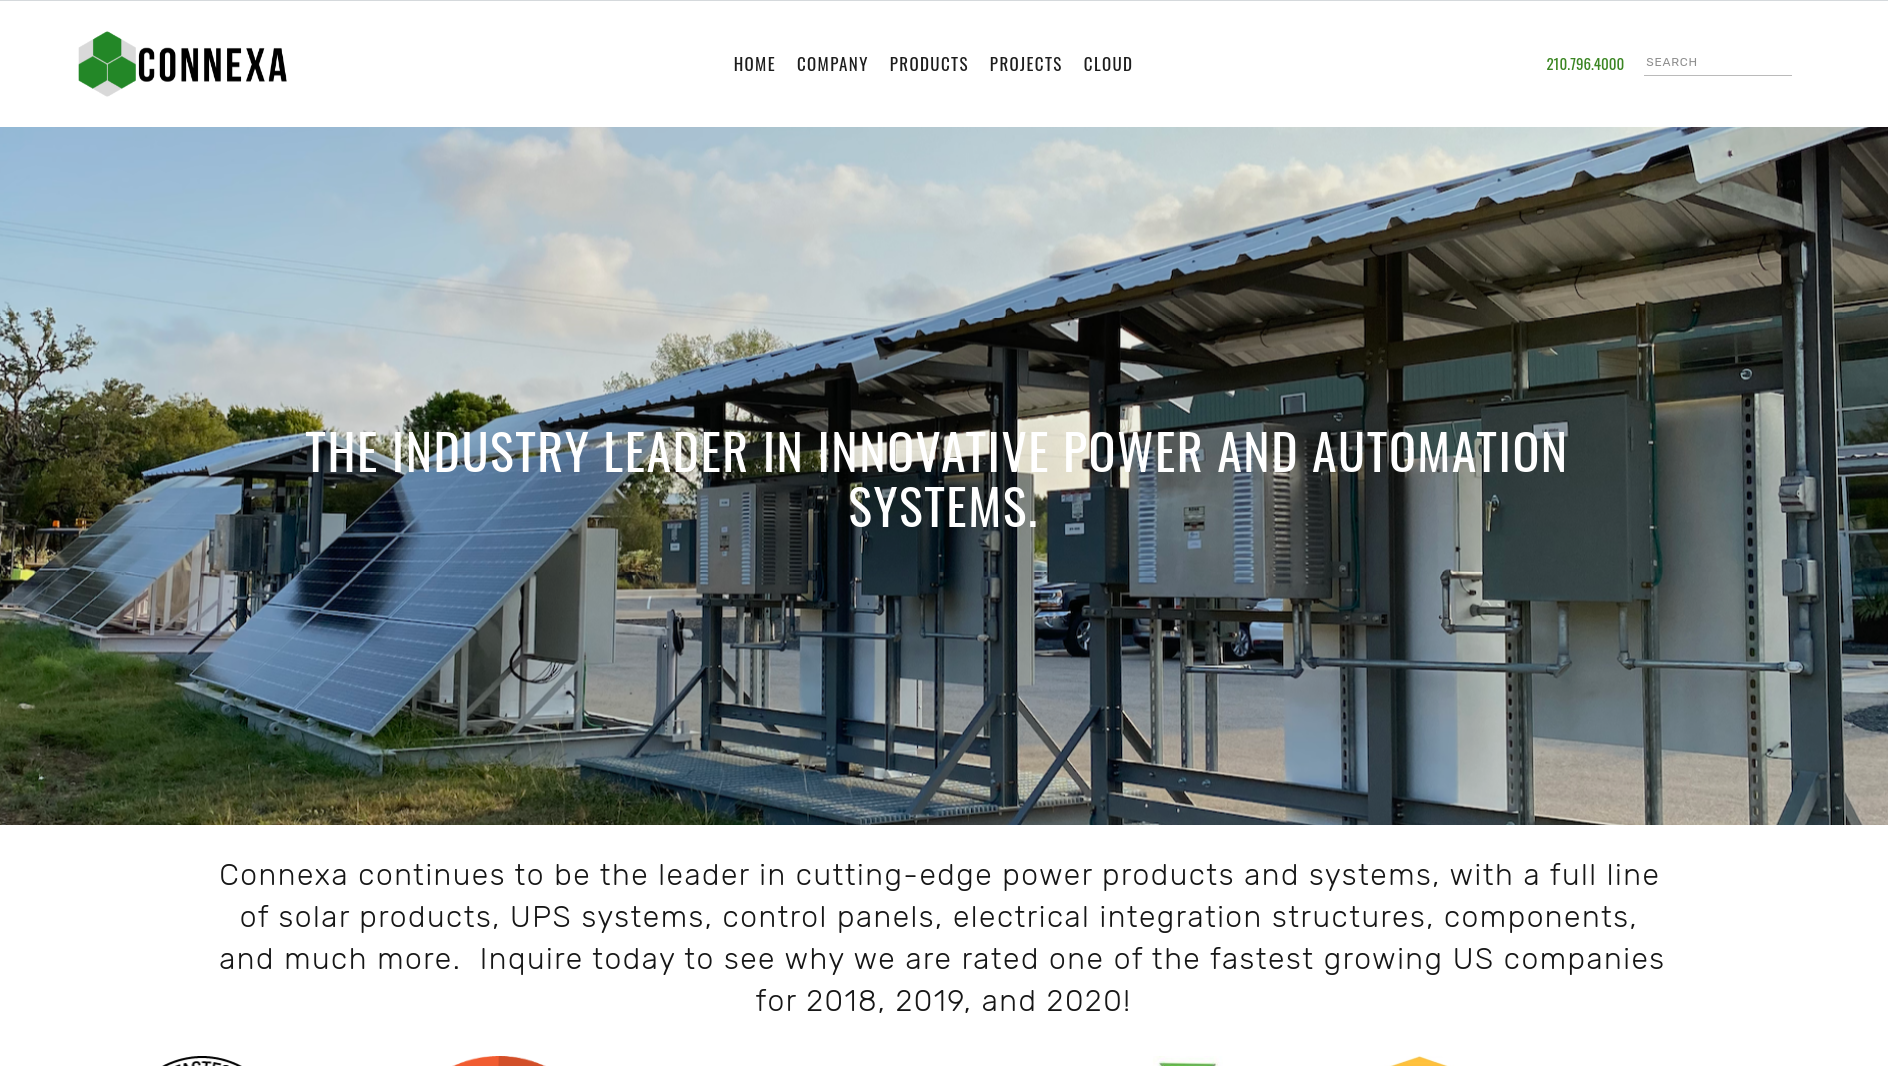 CONNEXA
HOME COMPANY PRODUCTS PROJECTS CLOUD
210.796.4000
SEARCH
THE INDUSTRY LEADER IN INNOVATIVE POWER AND AUTOMATION
SYSTEMS.
Connexa continues to be the leader in cutting-edge power products and systems, with a full line
of solar products, UPS systems, control panels, electrical integration structures, components,
and much more. Inquire today to see why we are rated one of the fastest growing US companies
for 2018, 2019, and 2020!